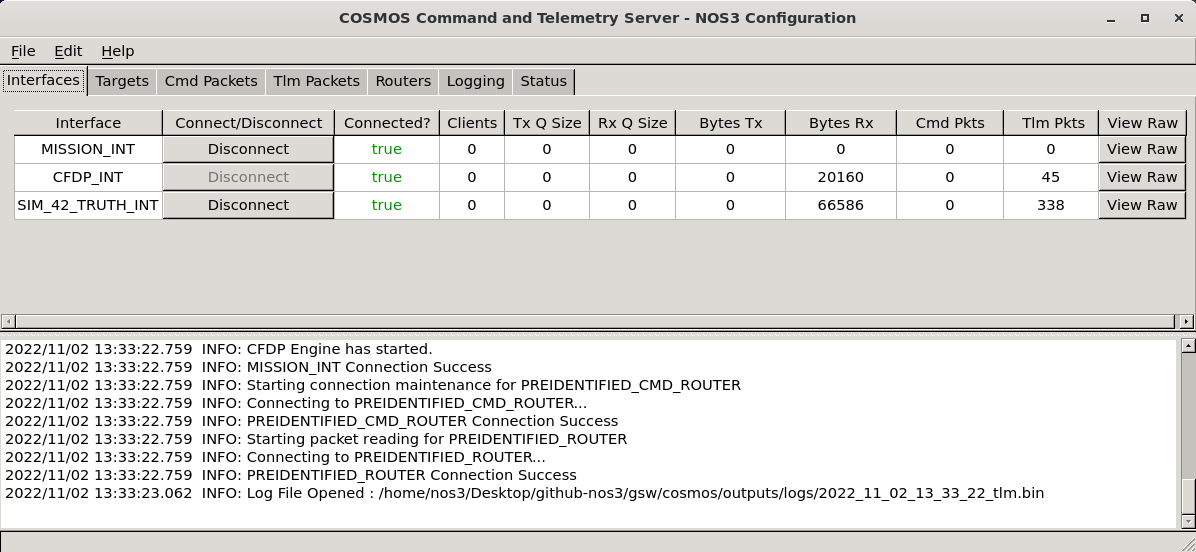 COSMOS Command and Telemetry Server - NOS3 Configuration
File Edit Help
Interfaces Targets Cmd Packets Tlm Packets Routers Logging Status
Interface Connect/Disconnect Connected? Clients Tx Q Size Rx Q Size Bytes Tx Bytes Rx Cmd Pkts Tlm Pkts View Raw
MISSION_INT Disconnect true 0 0 0 0 0 0 0 View Raw
CFDP_INT Disconnect true 0 0 0 0 20160 0 45 View Raw
SIM_42_TRUTH_INT Disconnect true 0 0 0 0 66586 0 338 View Raw
2022/11/02 13:33:22.759 INFO: CFDP Engine has started.
2022/11/02 13:33:22.759 INFO: MISSION_INT Connection Success
2022/11/02 13:33:22.759 INFO: Starting connection maintenance for PREIDENTIFIED_CMD_ROUTER
2022/11/02 13:33:22.759 INFO: Connecting to PREIDENTIFIED_CMD_ROUTER...
2022/11/02 13:33:22.759 INFO: PREIDENTIFIED_CMD_ROUTER Connection Success
2022/11/02 13:33:22.759 INFO: Starting packet reading for PREIDENTIFIED_ROUTER
2022/11/02 13:33:22.759 INFO: Connecting to PREIDENTIFIED_ROUTER...
2022/11/02 13:33:22.759 INFO: PREIDENTIFIED_ROUTER Connection Success
2022/11/02 13:33:23.062 INFO: Log File Opened : /home/nos3/Desktop/github-nos3/gsw/cosmos/outputs/logs/2022_11_02_13_33_22_tlm.bin